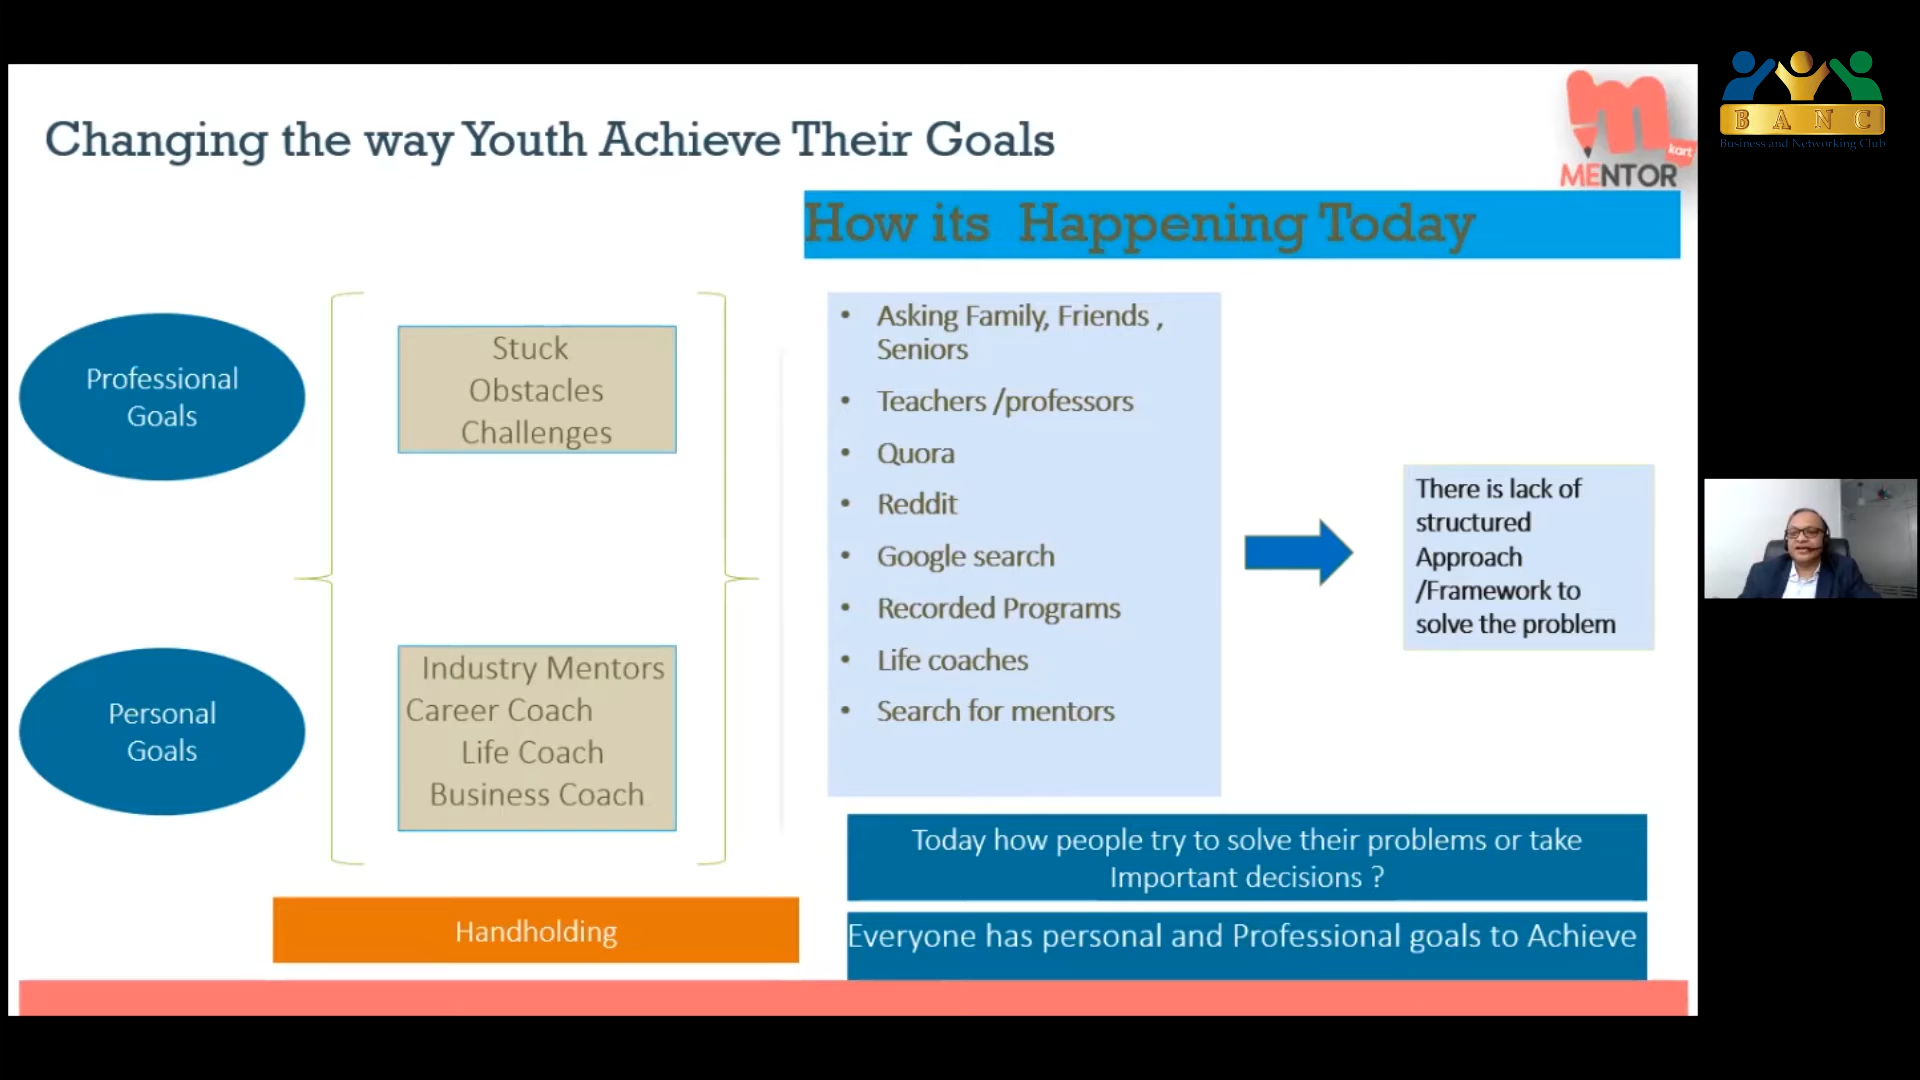 Changing the way Youth Achieve Their Goals
kart
MENTOR
BANC
Business and Networking Club
How its Happening Today
Professional
Goals
Stuck
Obstacles
Challenges
Personal
Goals
Industry Mentors
Career Coach
Life Coach
Business Coach
Handholding
• Asking Family, Friends ,
Seniors
• Teachers /professors
• Quora
• Reddit
• Google search
• Recorded Programs
• Life coaches
• Search for mentors
There is lack of
structured
Approach
/Framework to
solve the problem
Today how people try to solve their problems or take
Important decisions ?
Everyone has personal and Professional goals to Achieve